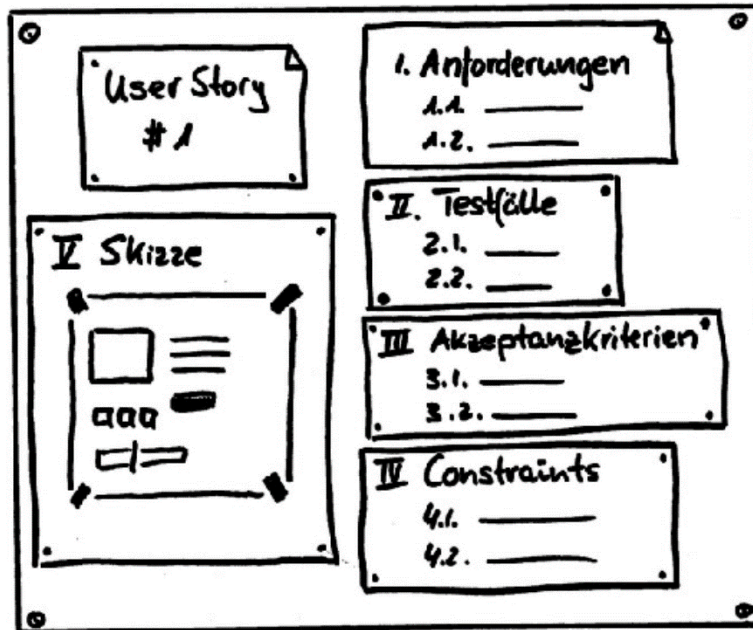 User Story
#1
1. Anforderungen
1.1.
1.2.
II. Testfälle
2.1.
2.2.
III Akzeptanzkriterien
3.1.
3.2.
IV Constraints
4.1.
4.2.
V Skizze